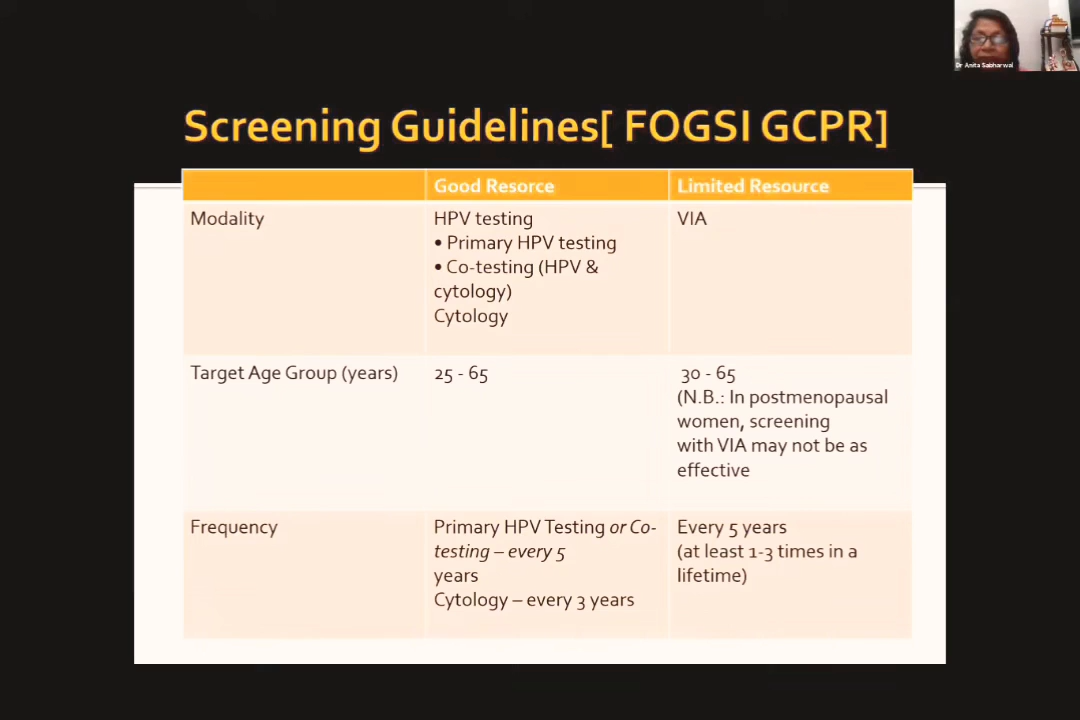 Dr Anita Sabharwal
Screening Guidelines[ FOGSI GCPR]
Good Resorce
Limited Resource
Modality
HPV testing
• Primary HPV testing
• Co-testing (HPV &
cytology)
Cytology
VIA
Target Age Group (years)
25 - 65
30 - 65
(N.B.: In postmenopausal
women, screening
with VIA may not be as
effective
Frequency
Primary HPV Testing or Co-
testing – every 5
years
Cytology – every 3 years
Every 5 years
(at least 1-3 times in a
lifetime)